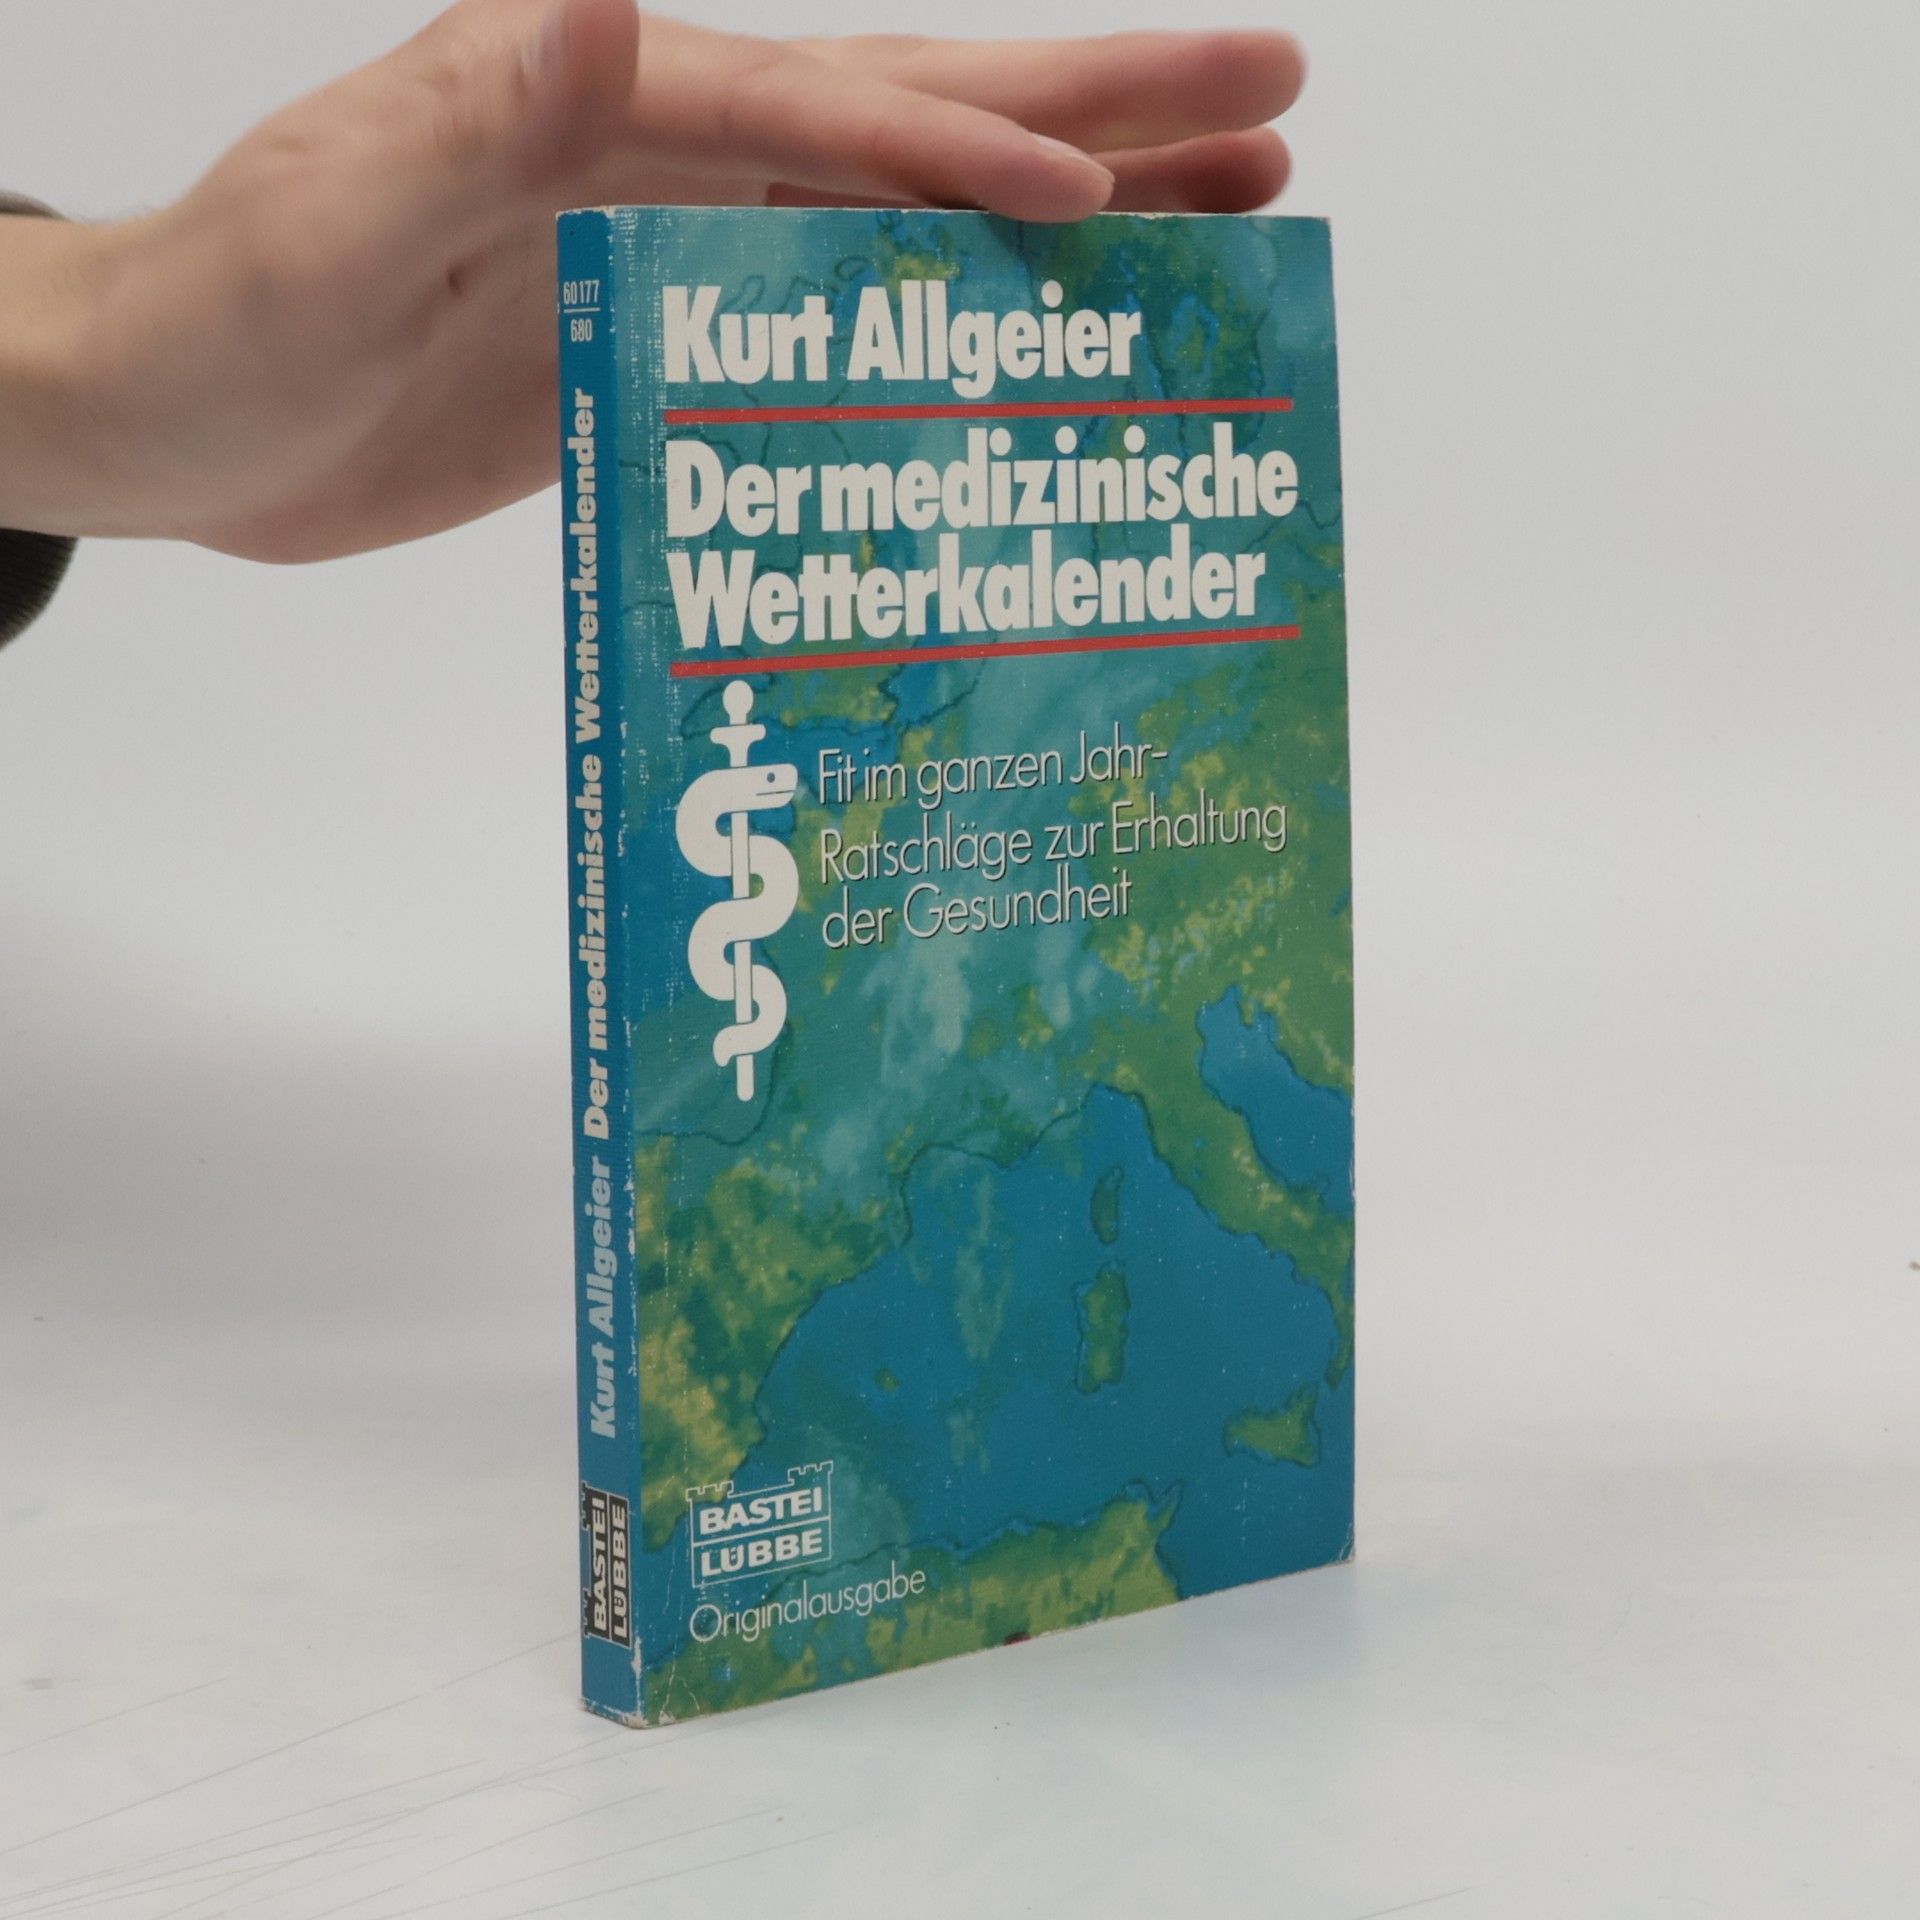 60177
680
Kurt Allgeier Der medizinische Wetterkalender
BASTEI
LÜBBE
Kurt Allgeier
Der medizinische
Wetterkalender
Fit im ganzen Jahr-
Ratschläge zur Erhaltung
der Gesundheit
BASTEI
LÜBBE
Originalausgabe